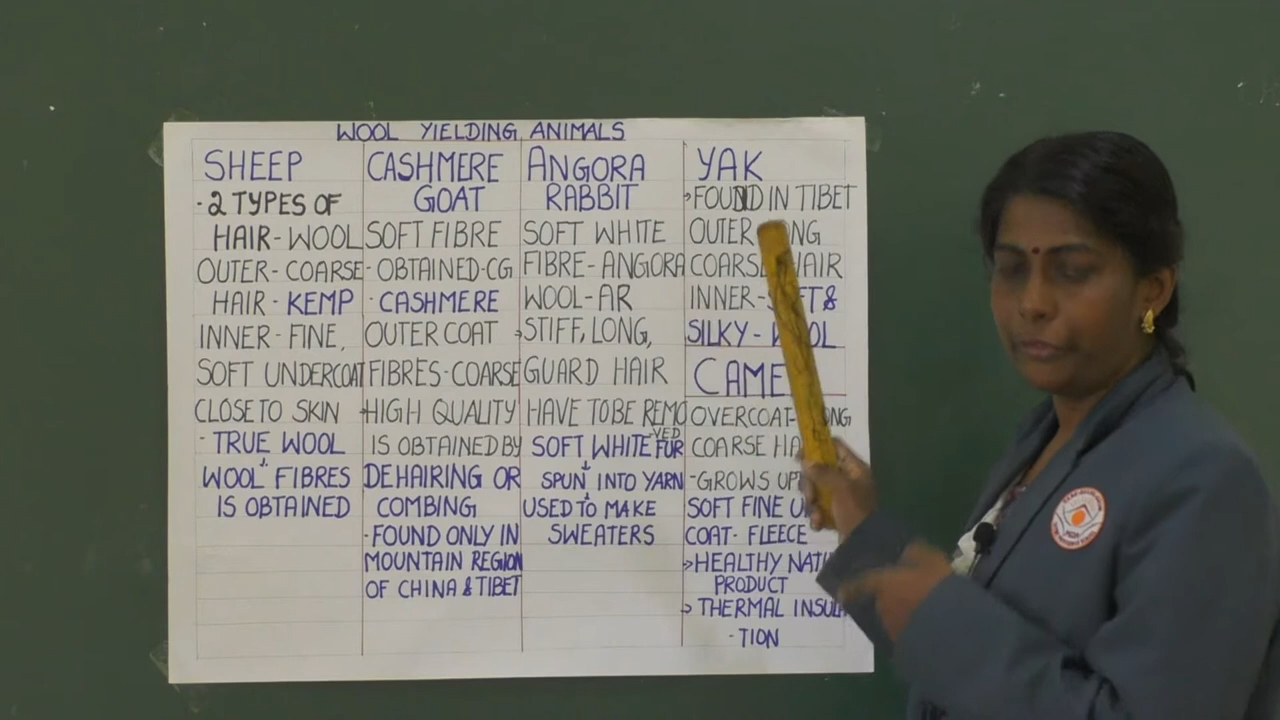 WOOL YIELDING ANIMALS
SHEEP
- 2 TYPES OF
HAIR - WOOL
OUTER - COARSE
HAIR - KEMP
INNER - FINE,
SOFT UNDERCOAT
CLOSE TO SKIN
- TRUE WOOL
↓
WOOL FIBRES
IS OBTAINED
CASHMERE
GOAT
SOFT FIBRE
- OBTAINED-CG
- CASHMERE
OUTER COAT
FIBRES - COARSE
HIGH QUALITY
IS OBTAINED BY
DEHAIRING OR
COMBING
- FOUND ONLY IN
MOUNTAIN REGION
OF CHINA & TIBET
ANGORA
RABBIT
SOFT WHITE
FIBRE - ANGORA
WOOL - AR
STIFF, LONG,
GUARD HAIR
HAVE TO BE REMO
-VED
SOFT WHITE FUR
↓
SPUN INTO YARN
↓
USED TO MAKE
SWEATERS
YAK
FOUND IN TIBET
OUTER
COARSE HAIR
INNER - &
SILKY -
OVERCOAT-
COARSE
- GROWS
SOFT FINE
COAT - FLEECE
HEALTHY
PRODUCT
THERMAL
- TION